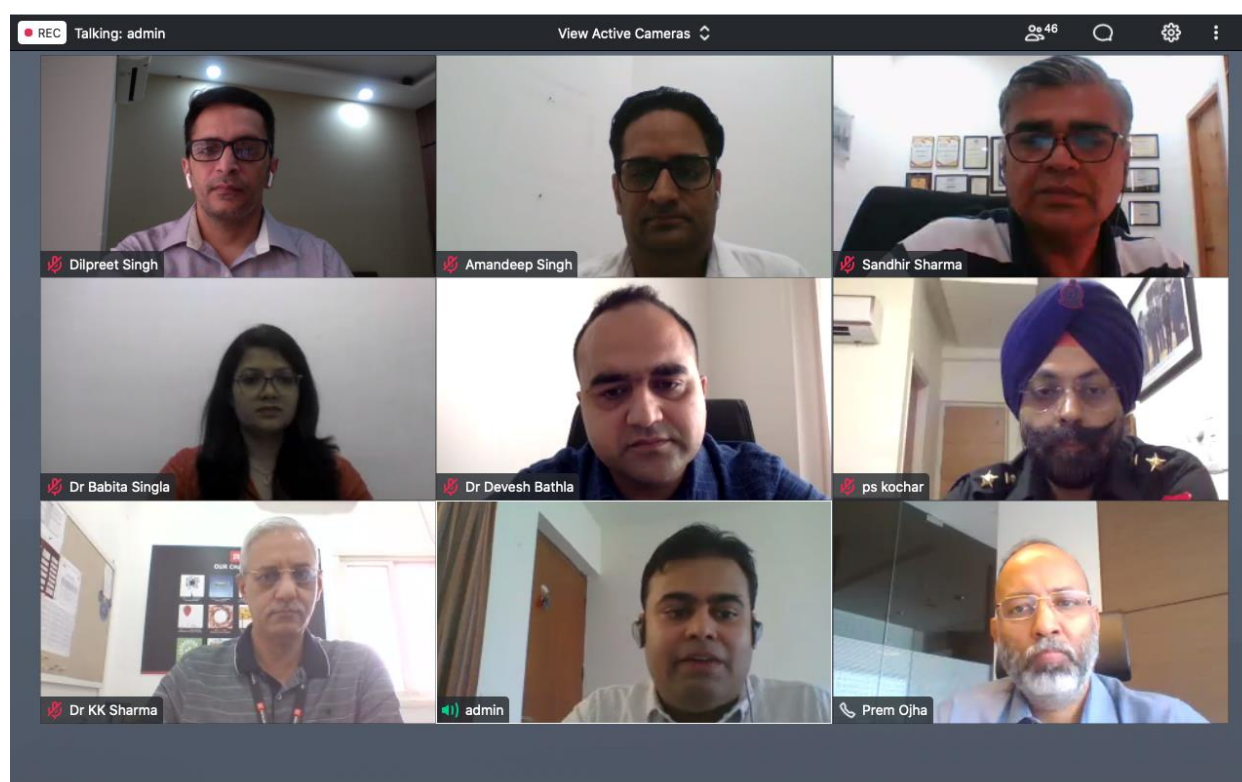 REC Talking: admin View Active Cameras 46
Dilpreet Singh Amandeep Singh Sandhir Sharma
Dr Babita Singla Dr Devesh Bathla ps kochar
OUR
Dr KK Sharma admin Prem Ojha